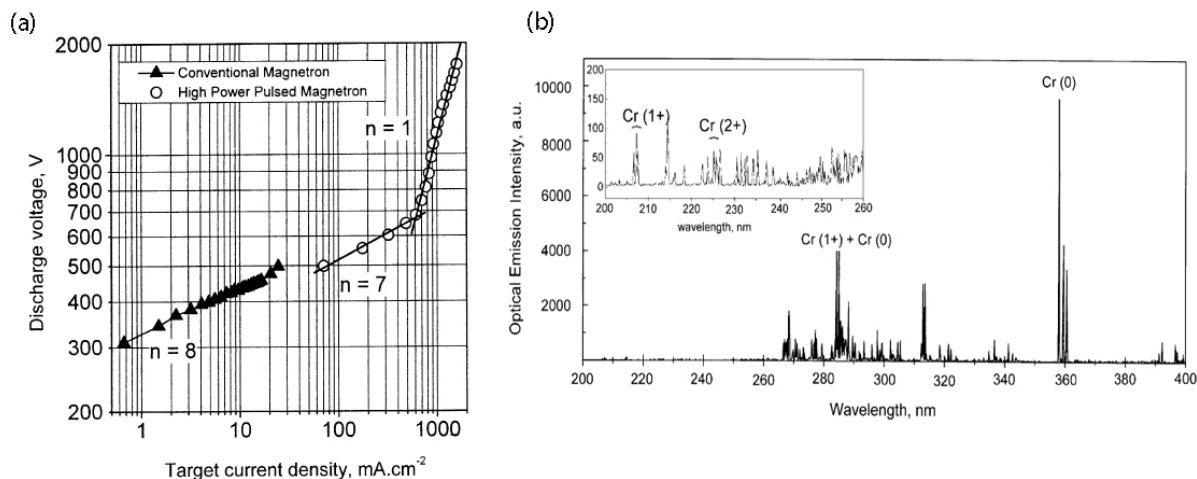 (a)
2000
1000
900
800
700
600
500
400
300
200
Discharge voltage, V
Conventional Magnetron
High Power Pulsed Magnetron
n = 1
n = 7
n = 8
1
10
100
1000
Target current density, mA.cm-2
(b)
10000
8000
6000
4000
2000
0
Optical Emission Intensity, a.u.
Cr (0)
200
150
100
50
0
Cr (1+)
Cr (2+)
200 210 220 230 240 250 260
wavelength, nm
Cr (1+) + Cr (0)
200 220 240 260 280 300 320 340 360 380 400
Wavelength, nm